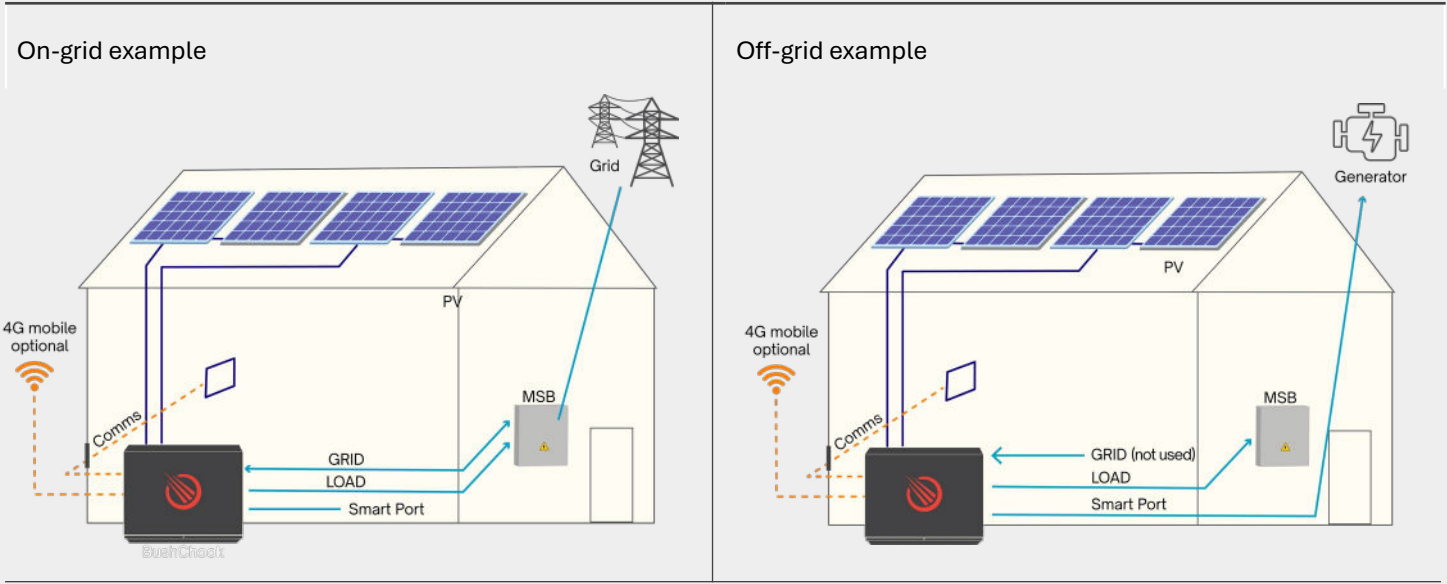 On-grid example
Grid
PV
4G mobile
optional
Comms
MSB
GRID
LOAD
Smart Port
BushChook
Off-grid example
Generator
PV
4G mobile
optional
Comms
MSB
GRID (not used)
LOAD
Smart Port